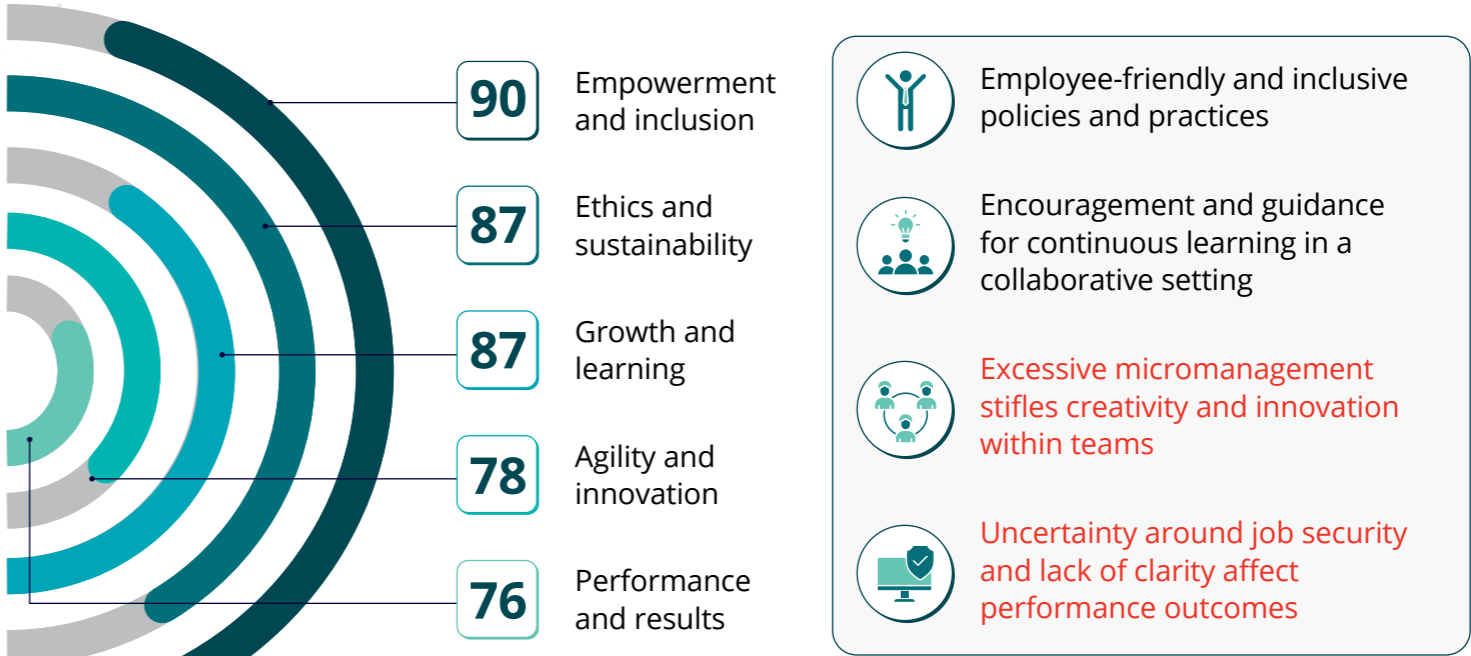 90
Empowerment
and inclusion
87
Ethics and
sustainability
87
Growth and
learning
78
Agility and
innovation
76
Performance
and results
Employee-friendly and inclusive
policies and practices
Encouragement and guidance
for continuous learning in a
collaborative setting
Excessive micromanagement
stifles creativity and innovation
within teams
Uncertainty around job security
and lack of clarity affect
performance outcomes